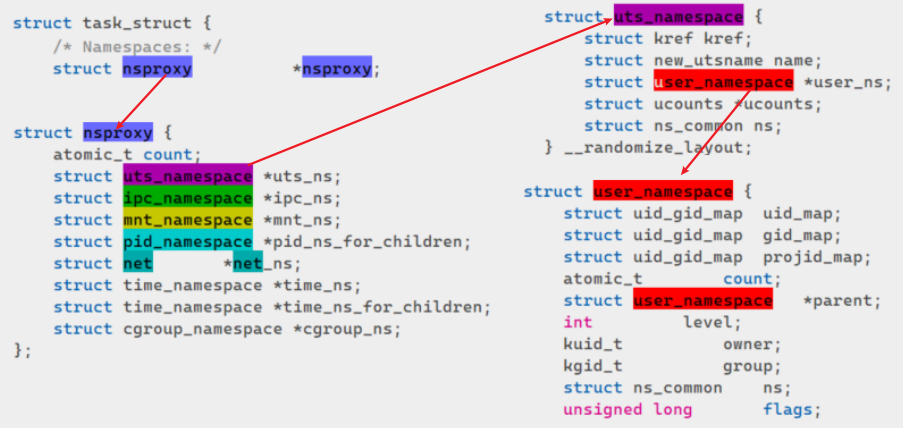 struct task_struct {
/* Namespaces: */
struct nsproxy *nsproxy;
struct nsproxy {
atomic_t count;
struct uts_namespace *uts_ns;
struct ipc_namespace *ipc_ns;
struct mnt_namespace *mnt_ns;
struct pid_namespace *pid_ns_for_children;
struct net *net_ns;
struct time_namespace *time_ns;
struct time_namespace *time_ns_for_children;
struct cgroup_namespace *cgroup_ns;
};
struct uts_namespace {
struct kref kref;
struct new_utsname name;
struct user_namespace *user_ns;
struct ucounts *ucounts;
struct ns_common ns;
} __randomize_layout;
struct user_namespace {
struct uid_gid_map uid_map;
struct uid_gid_map gid_map;
struct uid_gid_map projid_map;
atomic_t count;
struct user_namespace *parent;
int level;
kuid_t owner;
kgid_t group;
struct ns_common ns;
unsigned long flags;